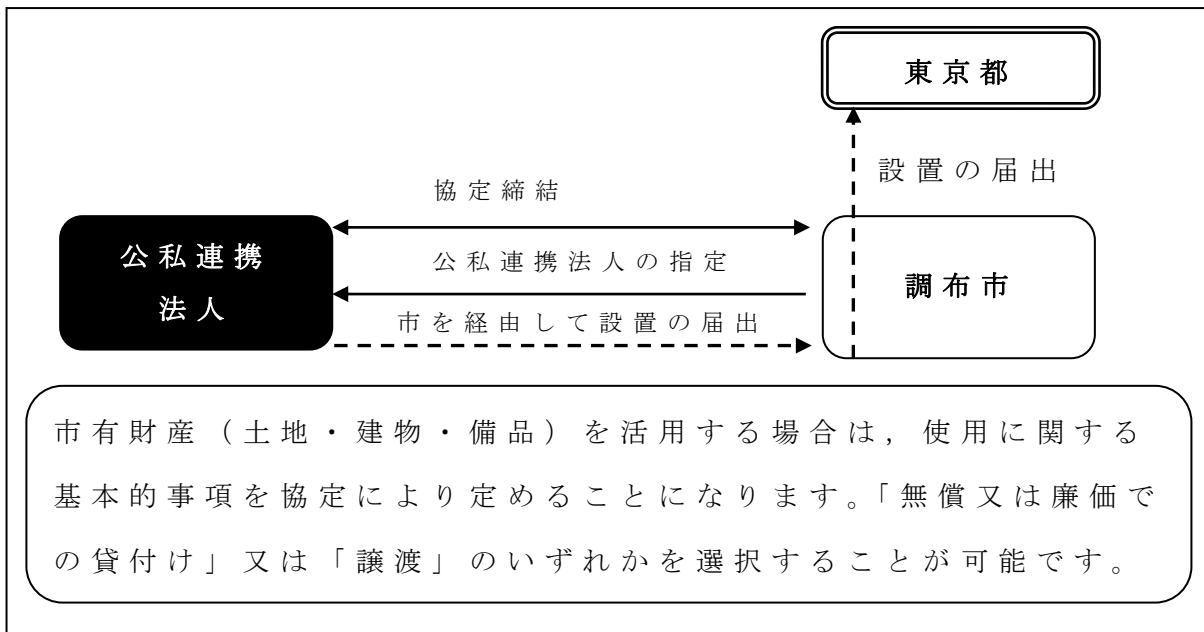 東京都
設置の届出
協定締結
公私連携
法人
公私連携法人の指定
調布市
市を経由して設置の届出
市有財産(土地・建物・備品)を活用する場合は,使用に関する
基本的事項を協定により定めることになります。「無償又は廉価で
の貸付け」又は「譲渡」のいずれかを選択することが可能です。